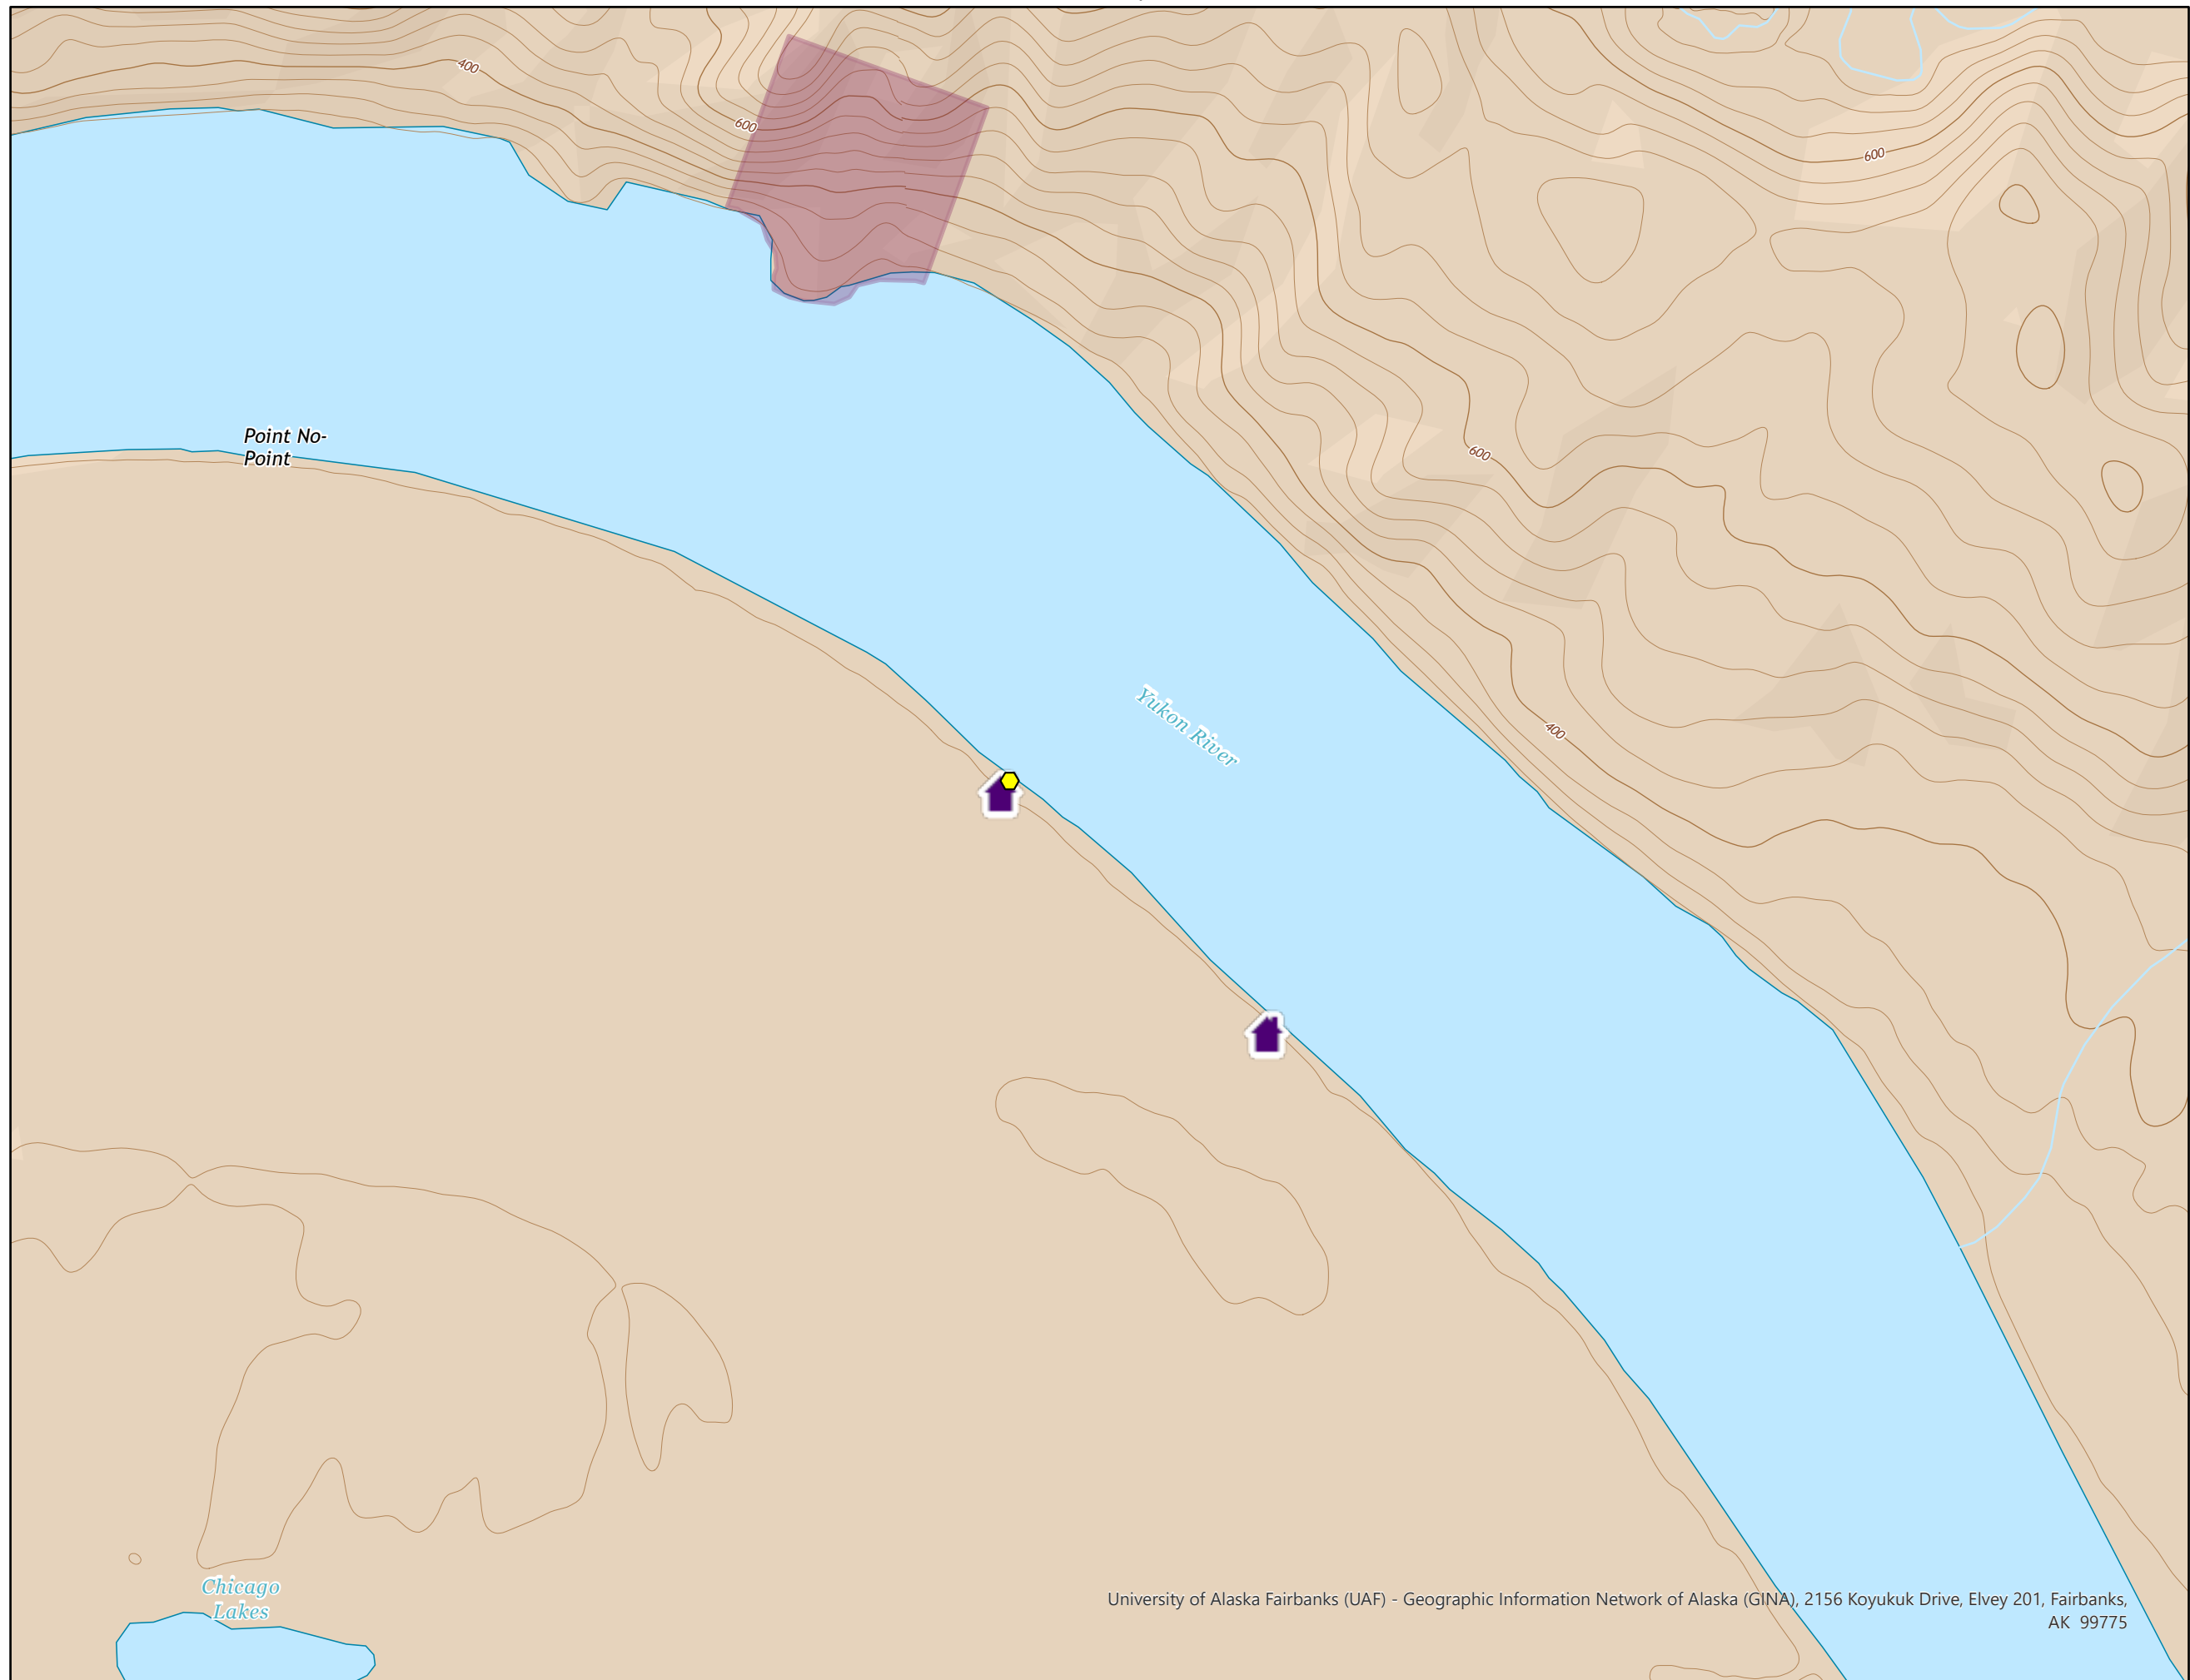 400
600
600
Point No-
Point
600
Yukon River
400
Chicago
Lakes
University of Alaska Fairbanks (UAF) - Geographic Information Network of Alaska (GINA), 2156 Koyukuk Drive, Elvey 201, Fairbanks,
AK 99775